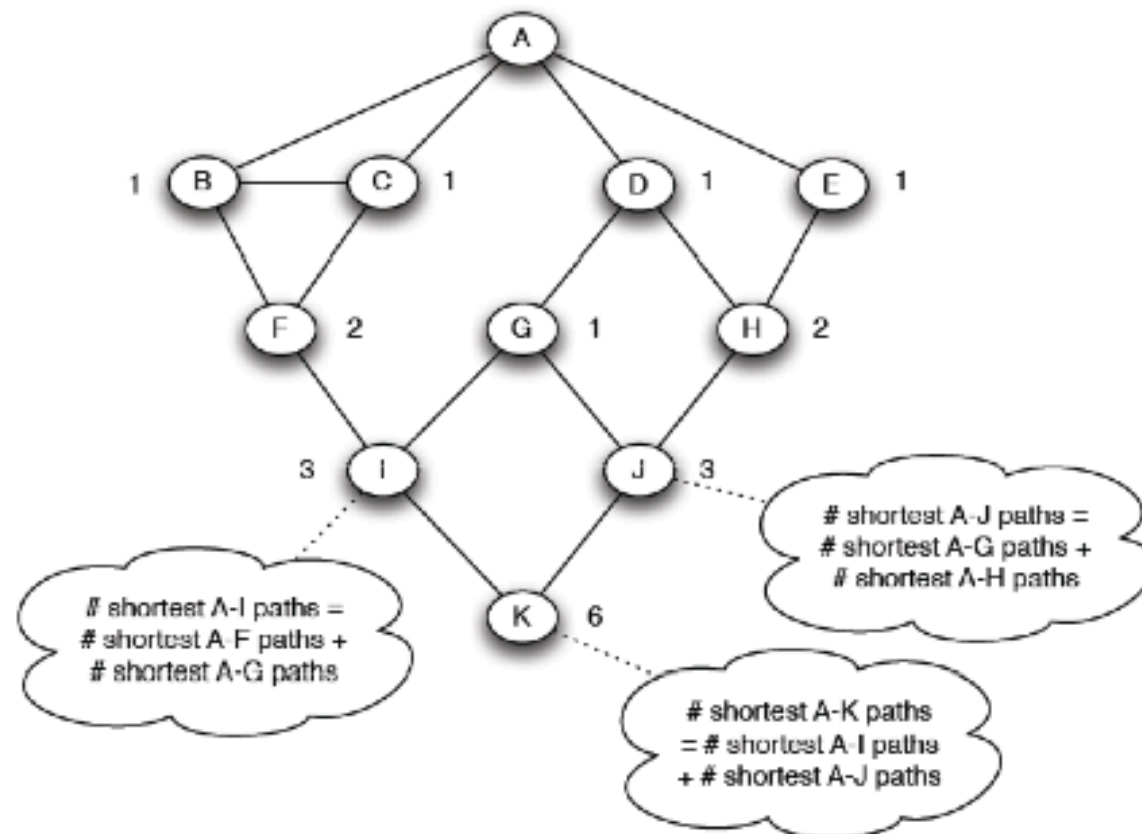 A
1 B C 1 D 1 E 1
F 2 G 1 H 2
3 I J 3
# shortest A-J paths =
# shortest A-G paths +
# shortest A-H paths
# shortest A-I paths =
# shortest A-F paths +
# shortest A-G paths
K 6
# shortest A-K paths
= # shortest A-I paths
+ # shortest A-J paths